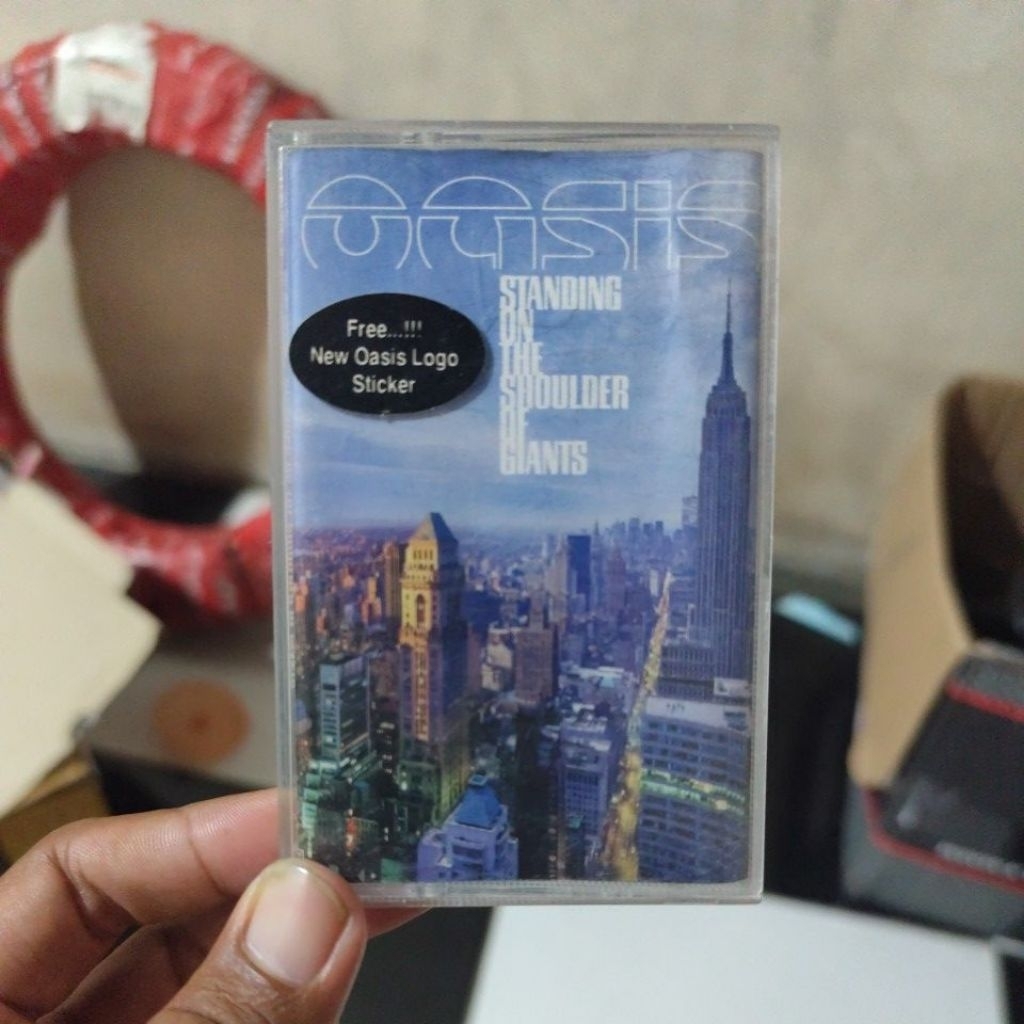 oasis
STANDING
ON
THE
SHOULDER
OF
GIANTS
Free...!!!
New Oasis Logo
Sticker